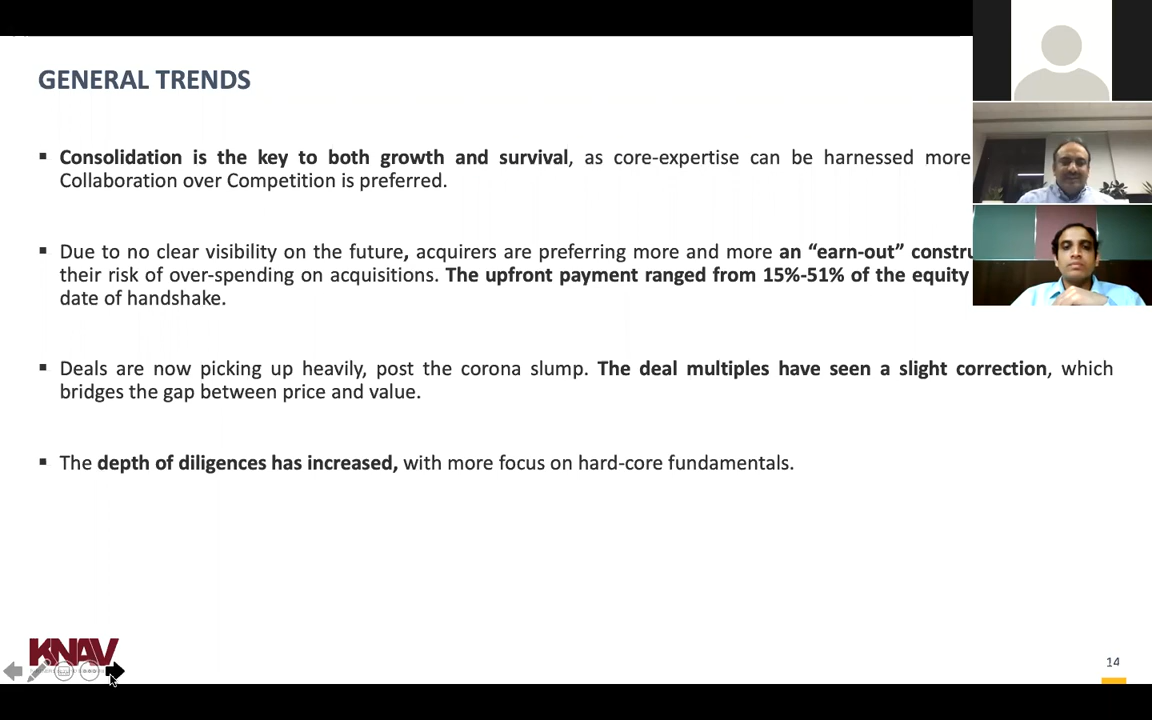 GENERAL TRENDS
▪ Consolidation is the key to both growth and survival, as core-expertise can be harnessed more
Collaboration over Competition is preferred.
▪ Due to no clear visibility on the future, acquirers are preferring more and more an “earn-out”
their risk of over-spending on acquisitions. The upfront payment ranged from 15%-51% of the equity
date of handshake.
▪ Deals are now picking up heavily, post the corona slump. The deal multiples have seen a slight correction, which
bridges the gap between price and value.
▪ The depth of diligences has increased, with more focus on hard-core fundamentals.
KNAV
14